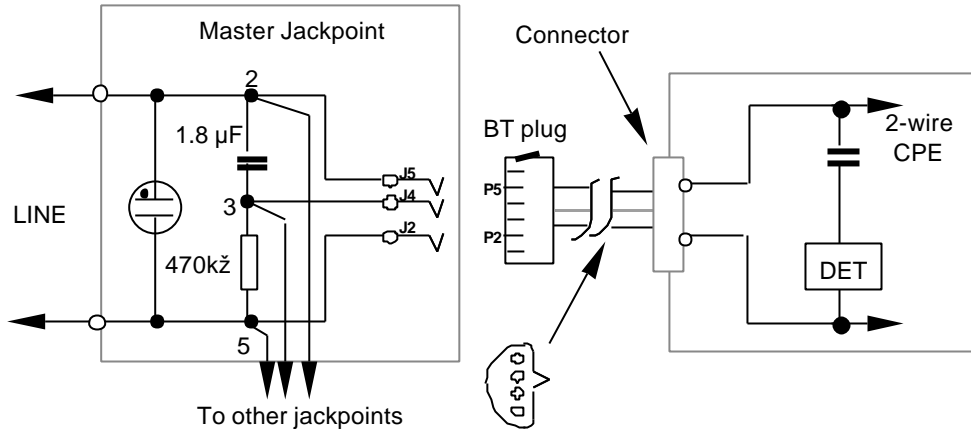 Master Jackpoint
2
1.8 µF
J5
J4
3
LINE
J2
470kž
5
To other jackpoints
Connector
BT plug
P5
P2
2-wire
CPE
DET